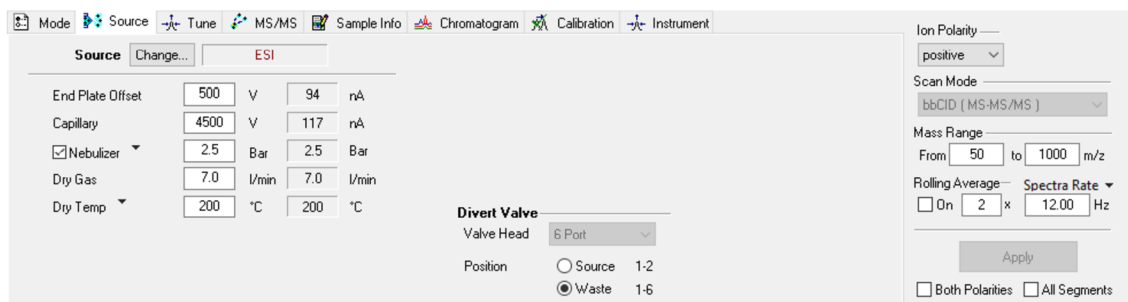 Mode Source Tune MS/MS Sample Info Chromatogram Calibration Instrument
Source Change... ESI
End Plate Offset 500 V 94 nA
Capillary 4500 V 117 nA
Nebulizer 2.5 Bar 2.5 Bar
Dry Gas 7.0 l/min 7.0 l/min
Dry Temp 200 °C 200 °C
Divert Valve
Valve Head 6 Port
Position Source 1-2
Waste 1-6
Ion Polarity
positive
Scan Mode
bbCID ( MS-MS/MS )
Mass Range
From 50 to 1000 m/z
Rolling Average Spectra Rate
On 2 x 12.00 Hz
Apply
Both Polarities All Segments